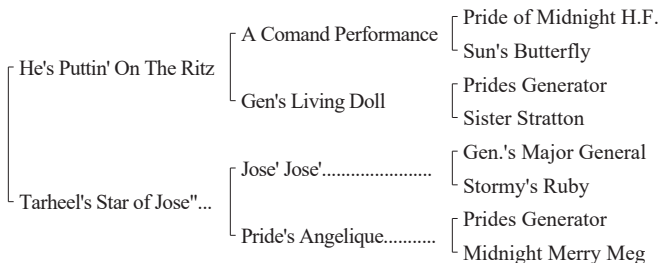 Pride of Midnight H.F.
A Comand Performance
Sun's Butterfly
He's Puttin' On The Ritz
Prides Generator
Gen's Living Doll
Sister Stratton
Gen.'s Major General
Jose' Jose'......................
Stormy's Ruby
Tarheel's Star of Jose"...
Prides Generator
Pride's Angelique...........
Midnight Merry Meg